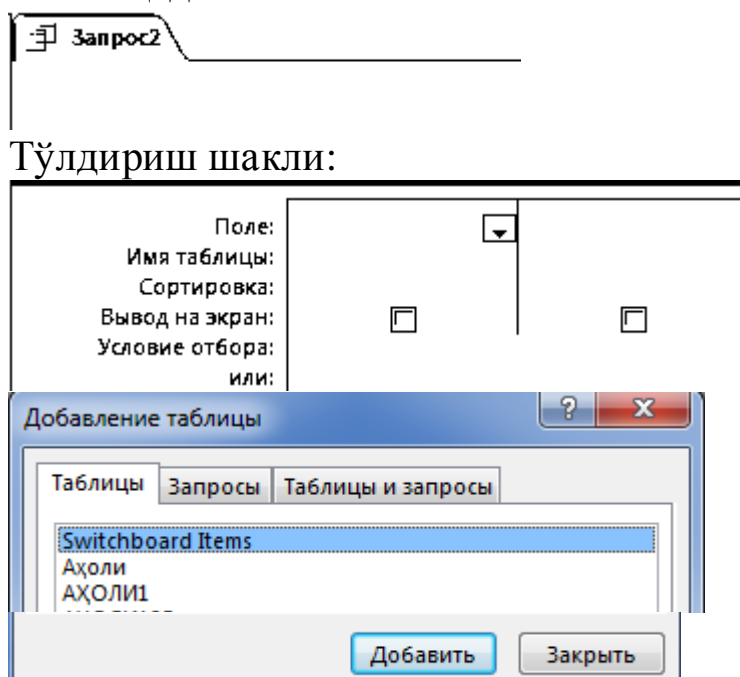 Запрос2
Тўлдириш шакли:
Поле:
Имя таблицы:
Сортировка:
Вывод на экран:
Условие отбора:
или:
Добавление таблицы
?
x
Таблицы Запросы Таблицы и запросы
Switchboard Items
Аҳоли
АҲОЛИ1
Добавить Закрыть